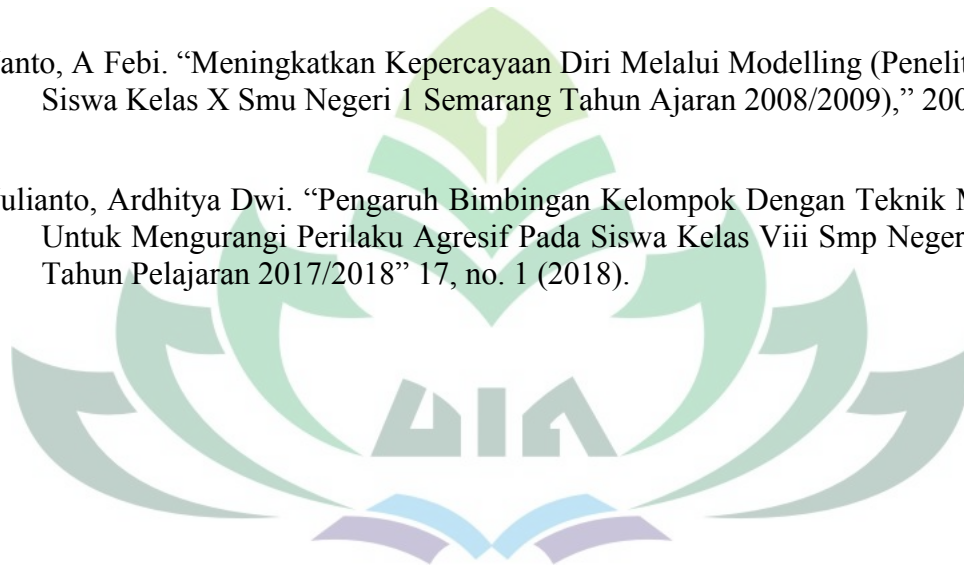 anto, A Febi. “Meningkatkan Kepercayaan Diri Melalui Modelling (Penelit
Siswa Kelas X Smu Negeri 1 Semarang Tahun Ajaran 2008/2009),” 200
ulianto, Ardhitya Dwi. “Pengaruh Bimbingan Kelompok Dengan Teknik M
Untuk Mengurangi Perilaku Agresif Pada Siswa Kelas Viii Smp Neger
Tahun Pelajaran 2017/2018” 17, no. 1 (2018).
UIN